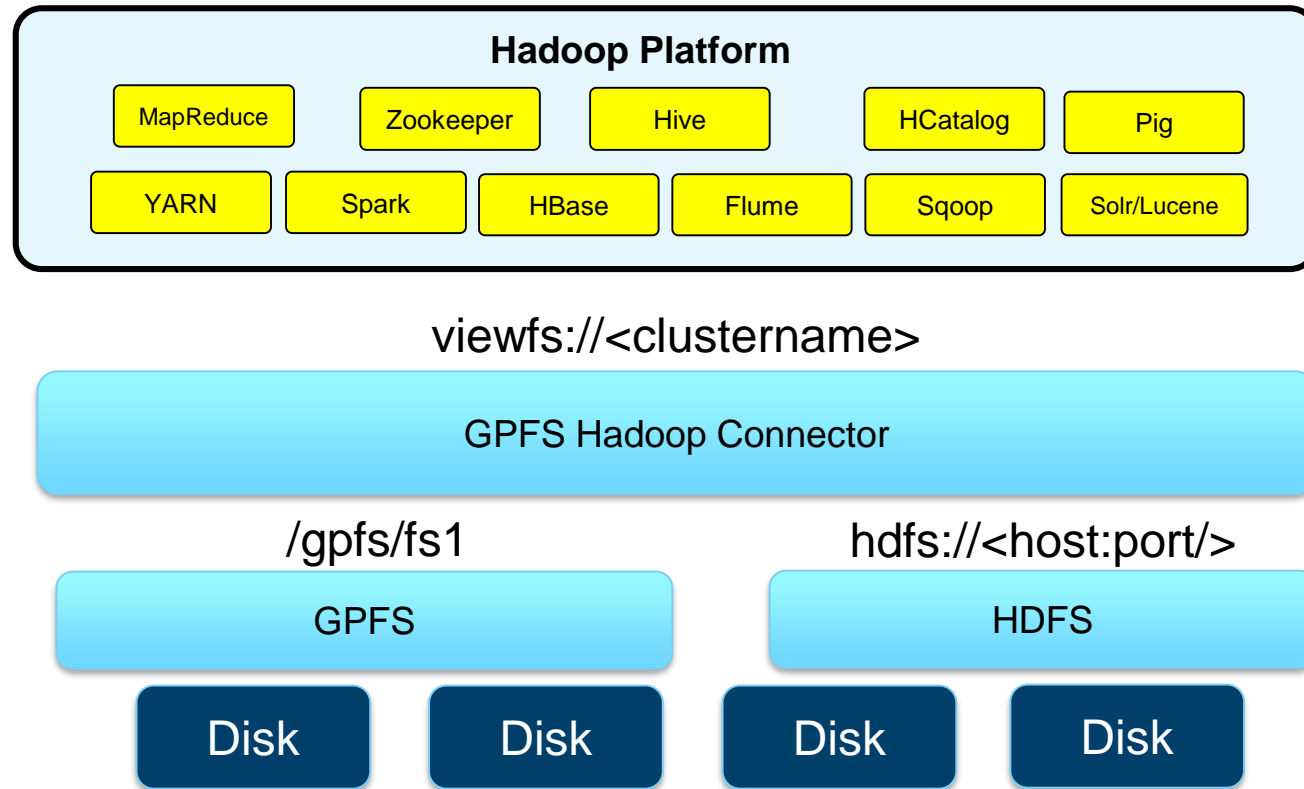 Hadoop Platform
MapReduce
Zookeeper
Hive
HCatalog
Pig
YARN
Spark
HBase
Flume
Sqoop
Solr/Lucene
viewfs://<clustername>
GPFS Hadoop Connector
/gpfs/fs1
hdfs://<host:port/>
GPFS
HDFS
Disk
Disk
Disk
Disk